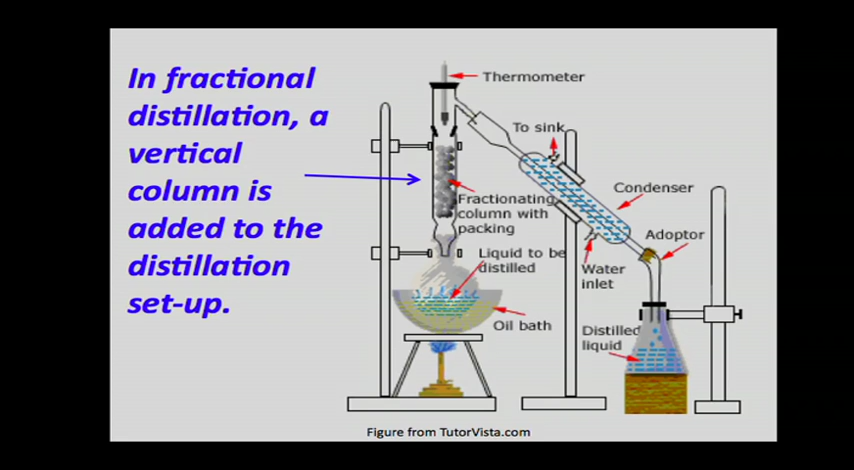 In fractional
distillation, a
vertical
column is
added to the
distillation
set-up.
Thermometer
To sink
Condenser
Fractionating
column with
packing
Adoptor
Liquid to be
distilled
Water
inlet
Oil bath
Distilled
liquid
Figure from TutorVista.com